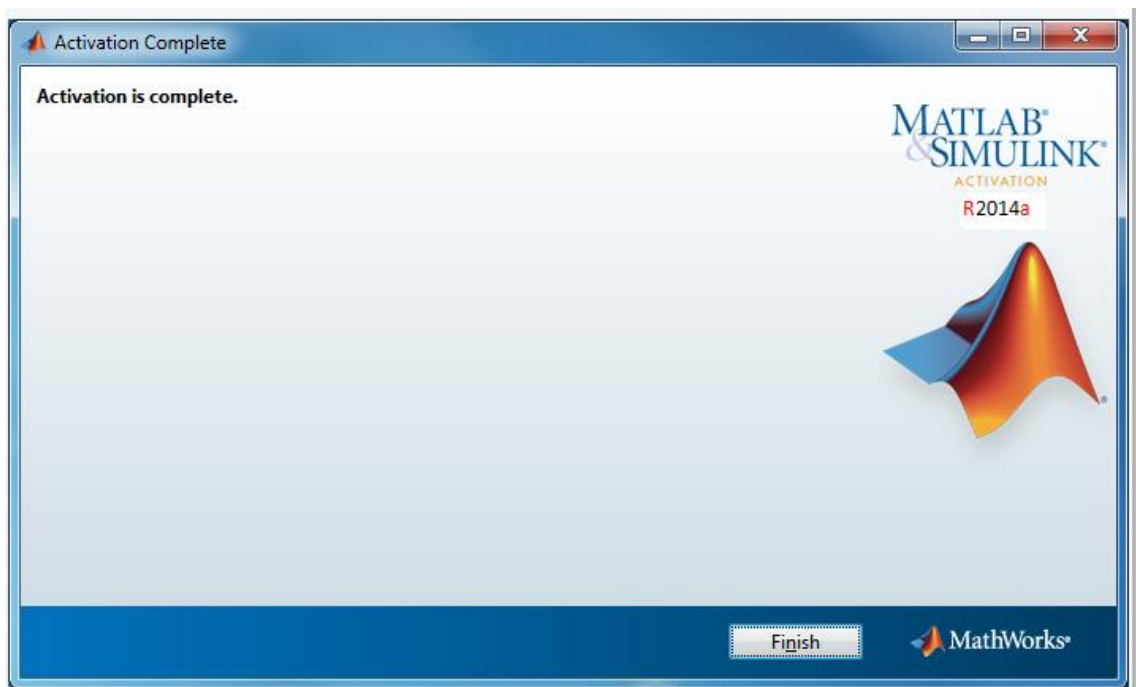 Activation Complete
Activation is complete.
MATLAB®
&SIMULINK®
ACTIVATION
R2014a
Finish
MathWorks®